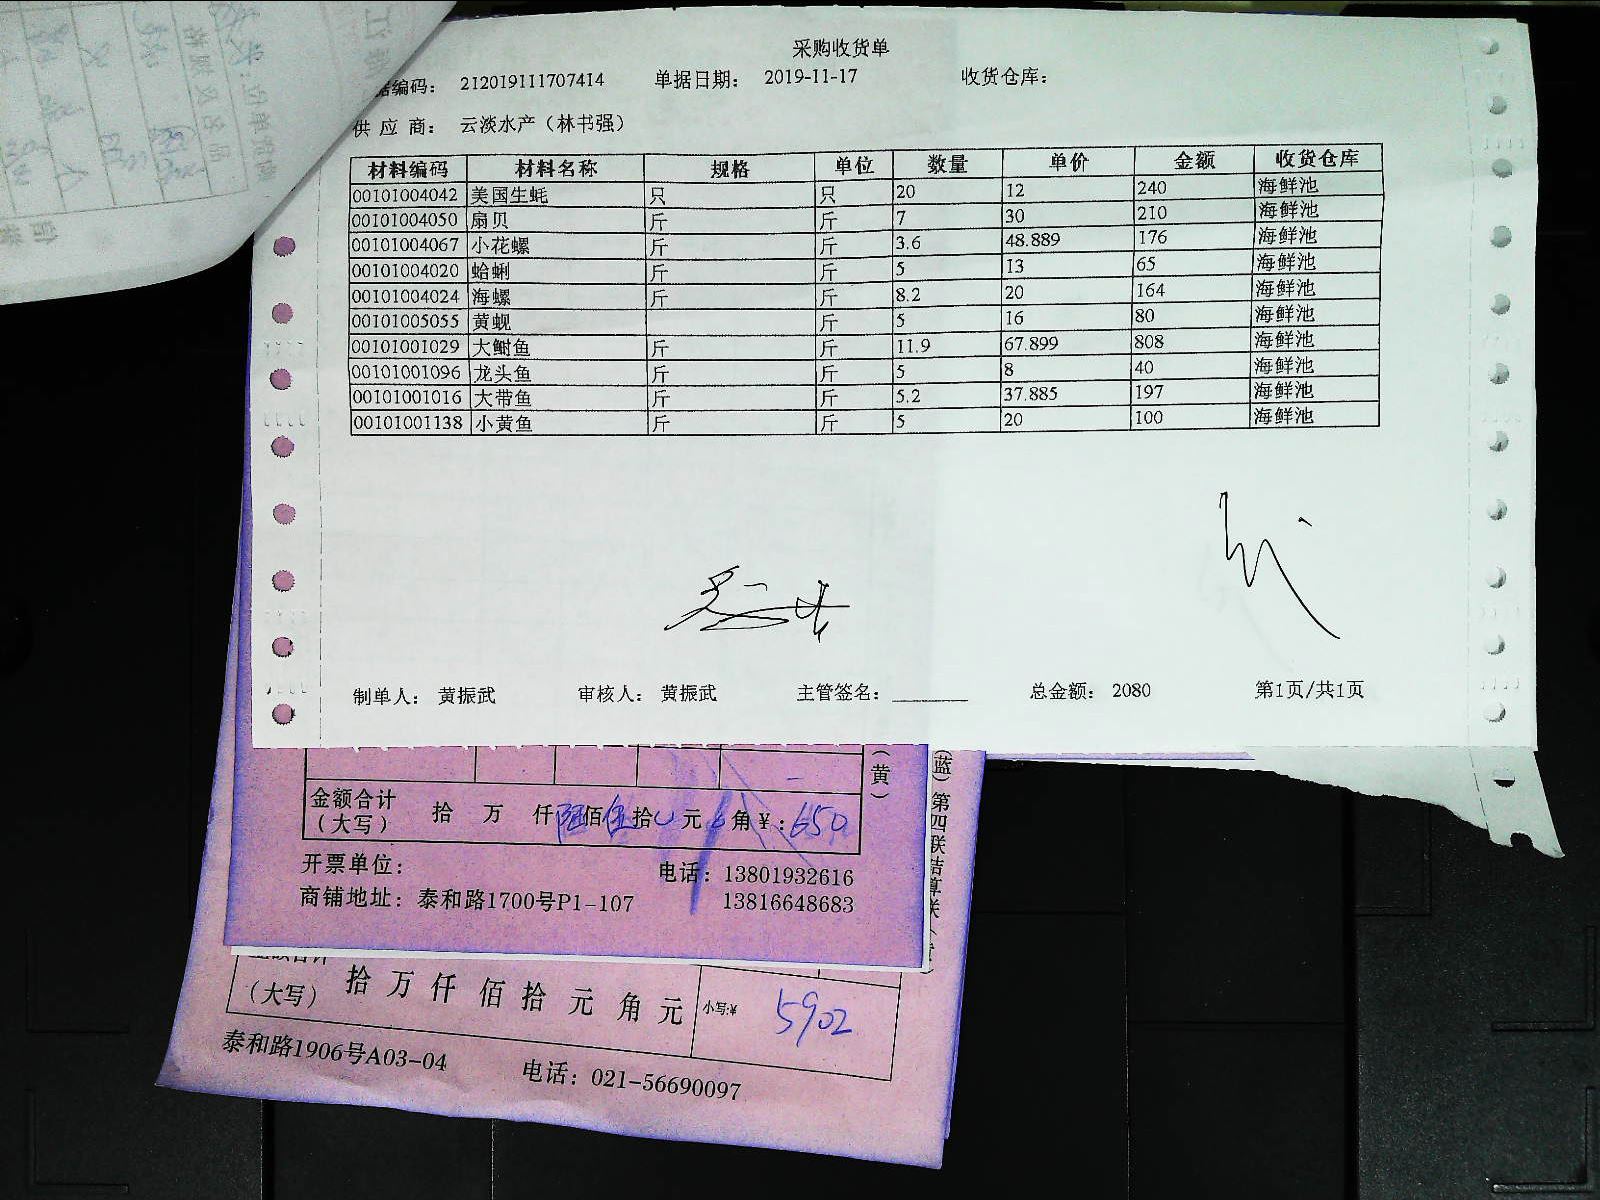 采购收货单
据编码： 212019111707414 单据日期： 2019-11-17 收货仓库：
供 应 商： 云淡水产（林书强）
材料编码 材料名称 规格 单位 数量 单价 金额 收货仓库
00101004042 美国生蚝 只 只 20 12 240 海鲜池
00101004050 扇贝 斤 斤 7 30 210 海鲜池
00101004067 小花螺 斤 斤 3.6 48.889 176 海鲜池
00101004020 蛤蜊 斤 斤 5 13 65 海鲜池
00101004024 海螺 斤 斤 8.2 20 164 海鲜池
00101005055 黄蚬 斤 5 16 80 海鲜池
00101001029 大鲥鱼 斤 斤 11.9 67.899 808 海鲜池
00101001096 龙头鱼 斤 斤 5 8 40 海鲜池
00101001016 大带鱼 斤 斤 5.2 37.885 197 海鲜池
00101001138 小黄鱼 斤 斤 5 20 100 海鲜池
制单人： 黄振武 审核人： 黄振武 主管签名： 总金额： 2080 第1页/共1页
（黄）
金额合计
（大写） 拾 万 仟陆佰伍拾 元 角¥：650
开票单位： 电话：13801932616
商铺地址：泰和路1700号P1-107 13816648683
（蓝）第四联结算联
（大写） 拾 万 仟 佰 拾 元 角 元 小写:¥ 5902
泰和路1906号A03-04 电话：021-56690097